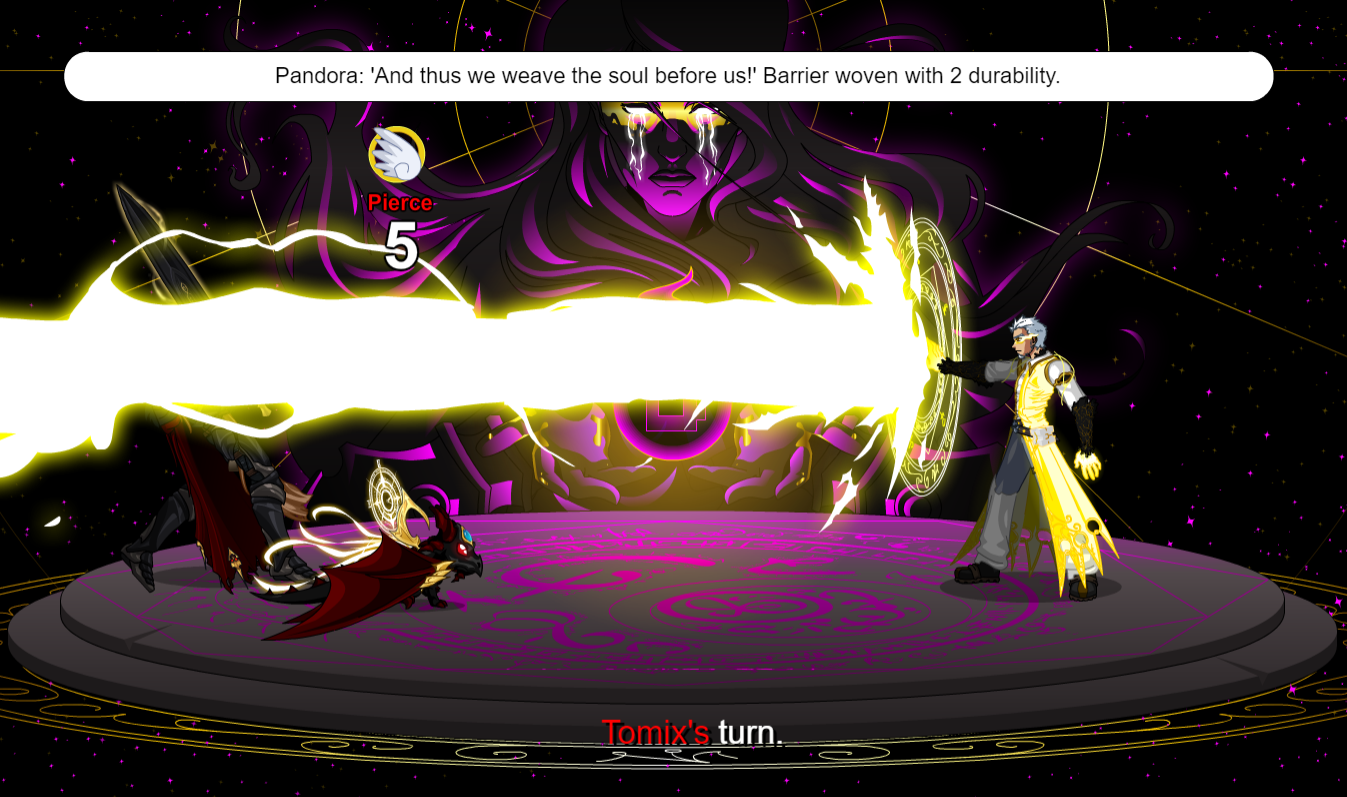 Pandora: 'And thus we weave the soul before us!' Barrier woven with 2 durability.
Pierce
5
Tomix's turn.